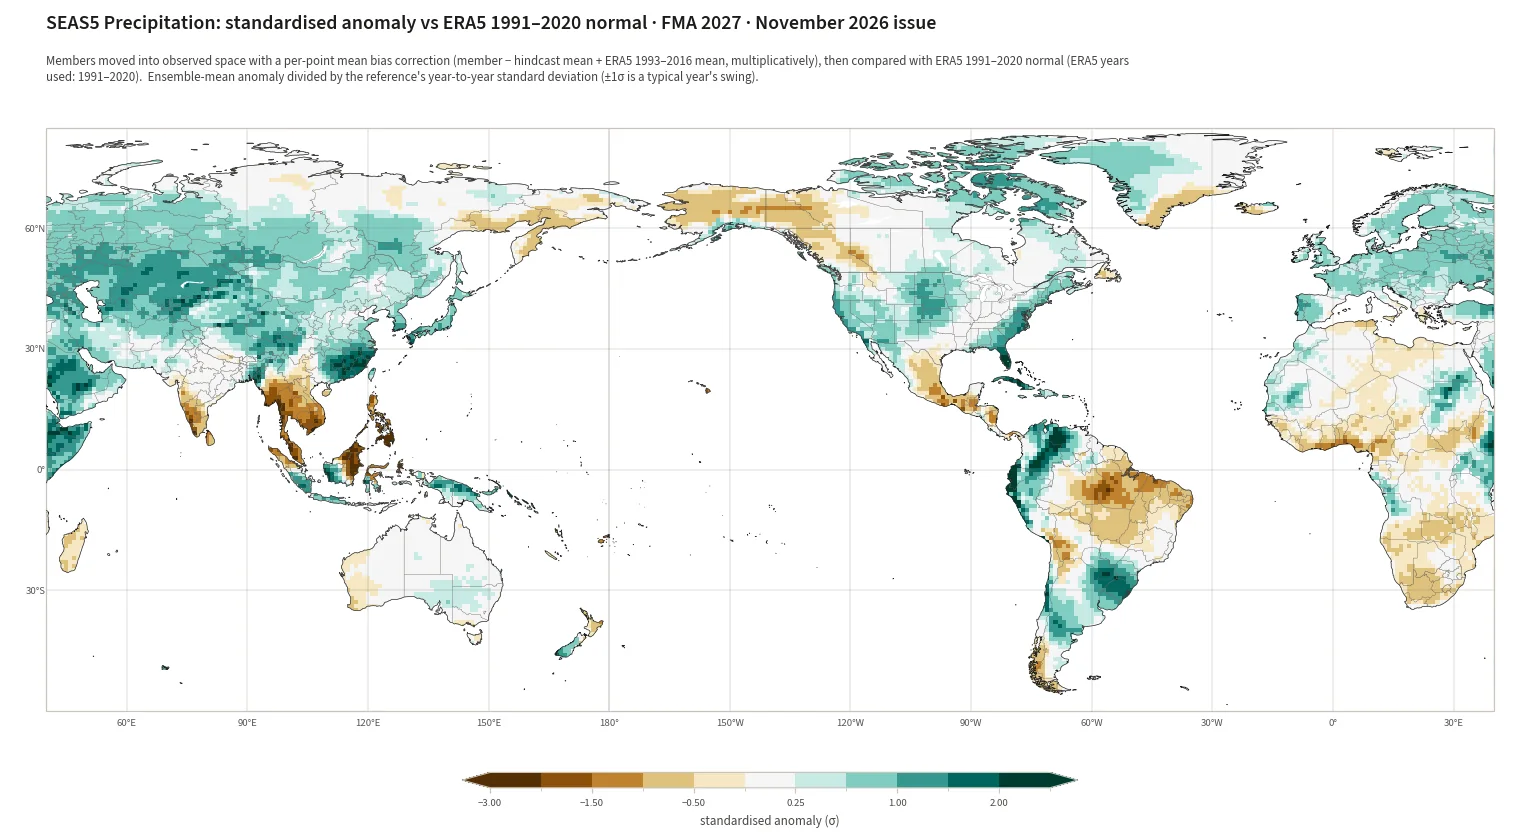 SEAS5 Precipitation: standardised anomaly vs ERA5 1991–2020 normal · FMA 2027 · November 2026 issue
Members moved into observed space with a per-point mean bias correction (member − hindcast mean + ERA5 1993–2016 mean, multiplicatively), then compared with ERA5 1991–2020 normal (ERA5 years
used: 1991–2020). Ensemble-mean anomaly divided by the reference's year-to-year standard deviation (±1σ is a typical year's swing).
60°N
30°N
0°
30°S
60°E 90°E 120°E 150°E 180° 150°W 120°W 90°W 60°W 30°W 0° 30°E
−3.00 −1.50 −0.50 0.25 1.00 2.00
standardised anomaly (σ)